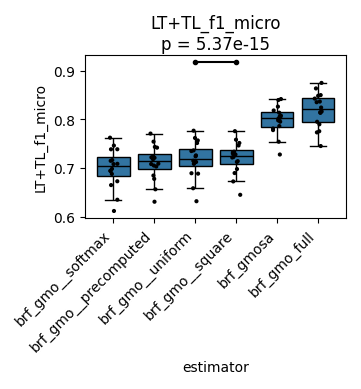 LT+TL_f1_micro
p = 5.37e-15
LT+TL_f1_micro
0.9
0.8
0.7
0.6
brf_gmo__softmax
brf_gmo__precomputed
brf_gmo__uniform
brf_gmo__square
brf_gmosa
brf_gmo_full
estimator